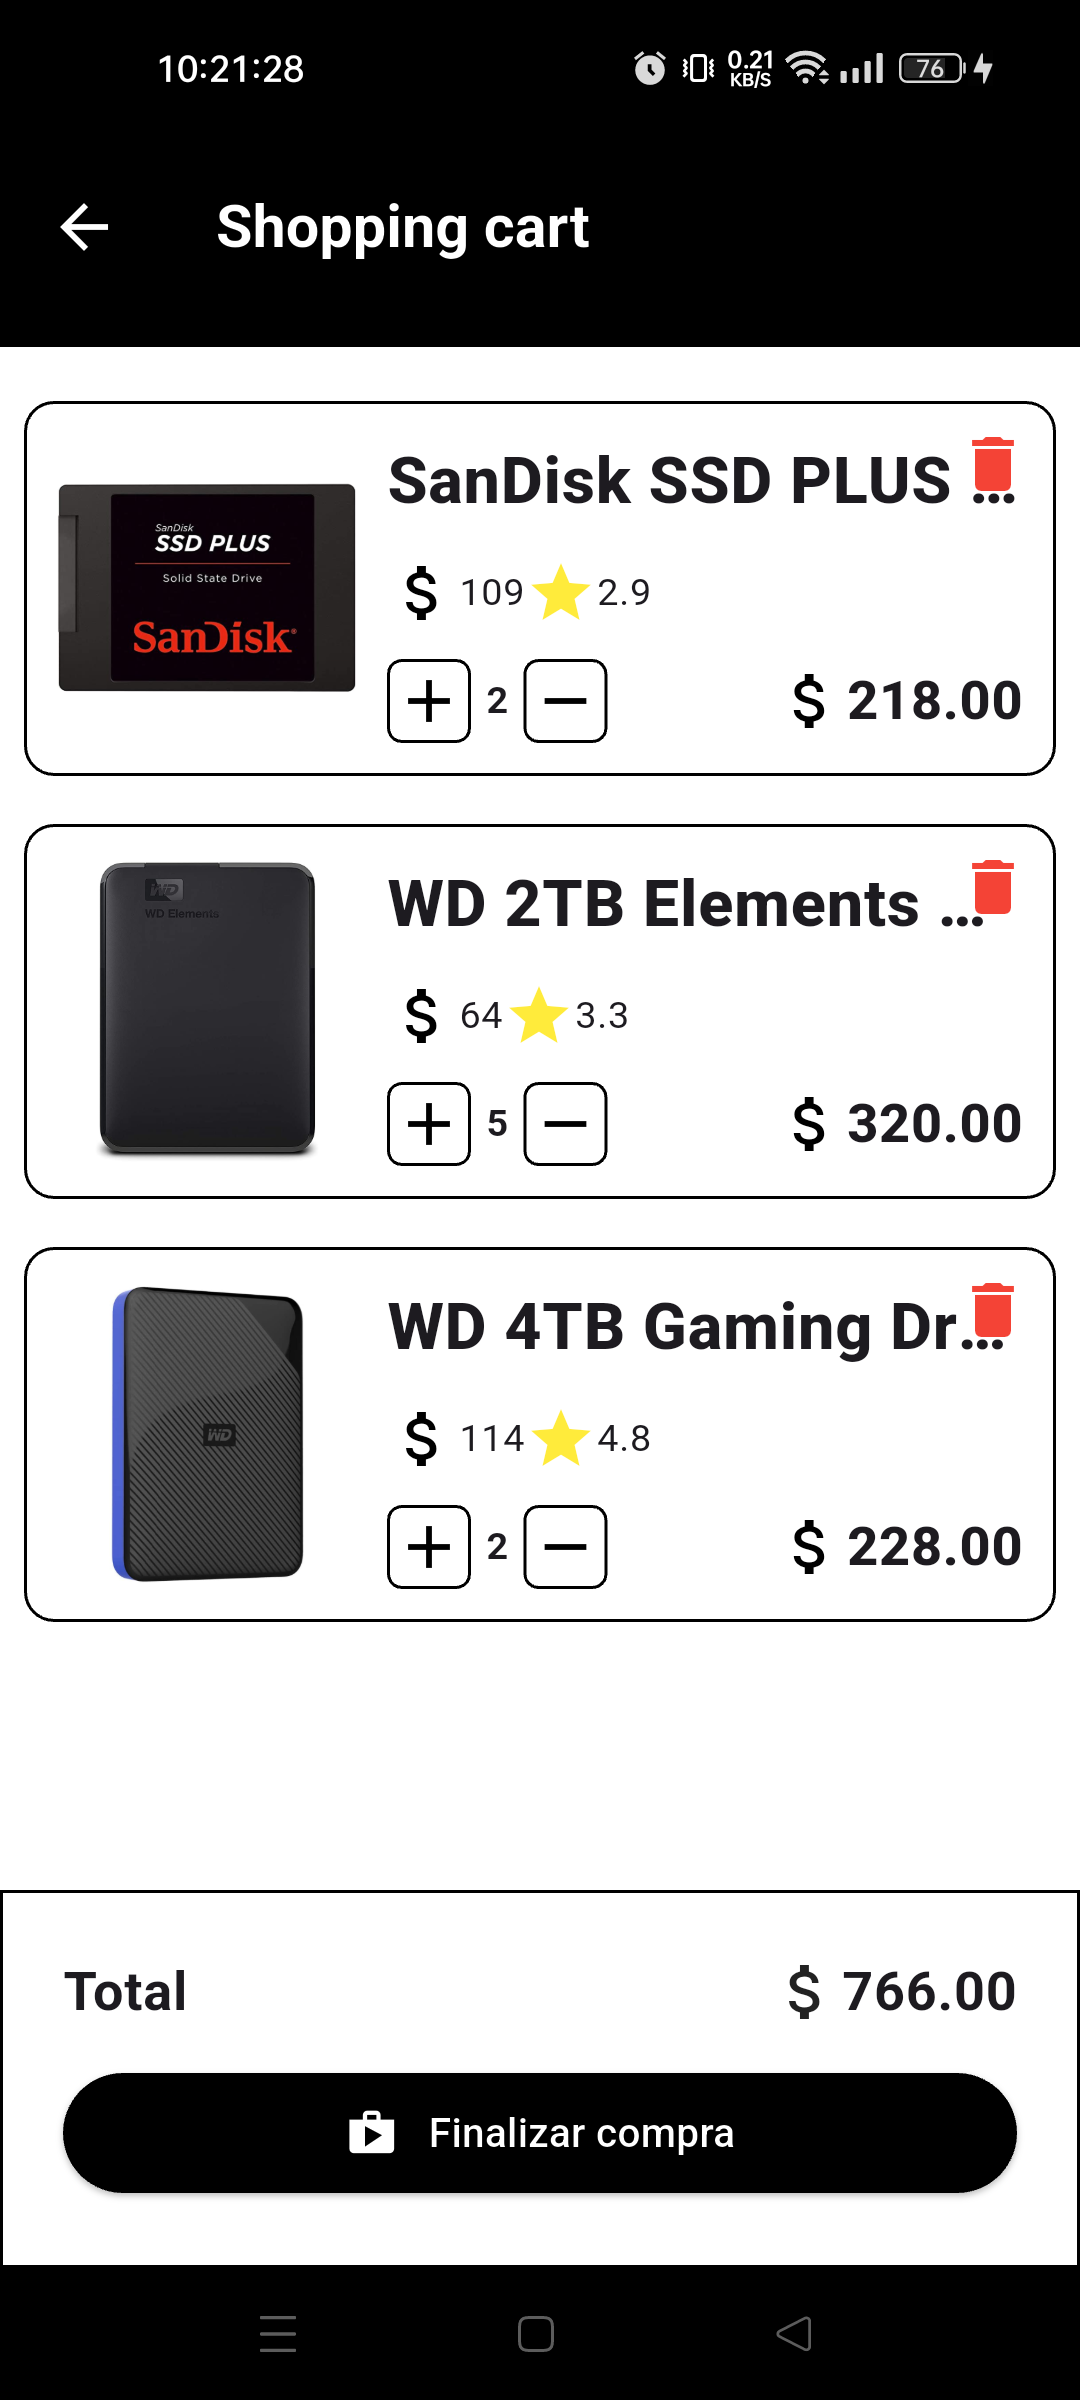 10:21:28
0.21
KB/S
76
Shopping cart
SanDisk SSD PLUS ...
SanDisk
SSD PLUS
Solid State Drive
SanDisk®
$ 109 2.9
+ 2 − $ 218.00
WD 2TB Elements ...
WD
WD Elements
$ 64 3.3
+ 5 − $ 320.00
WD 4TB Gaming Dr...
WD
$ 114 4.8
+ 2 − $ 228.00
Total $ 766.00
Finalizar compra